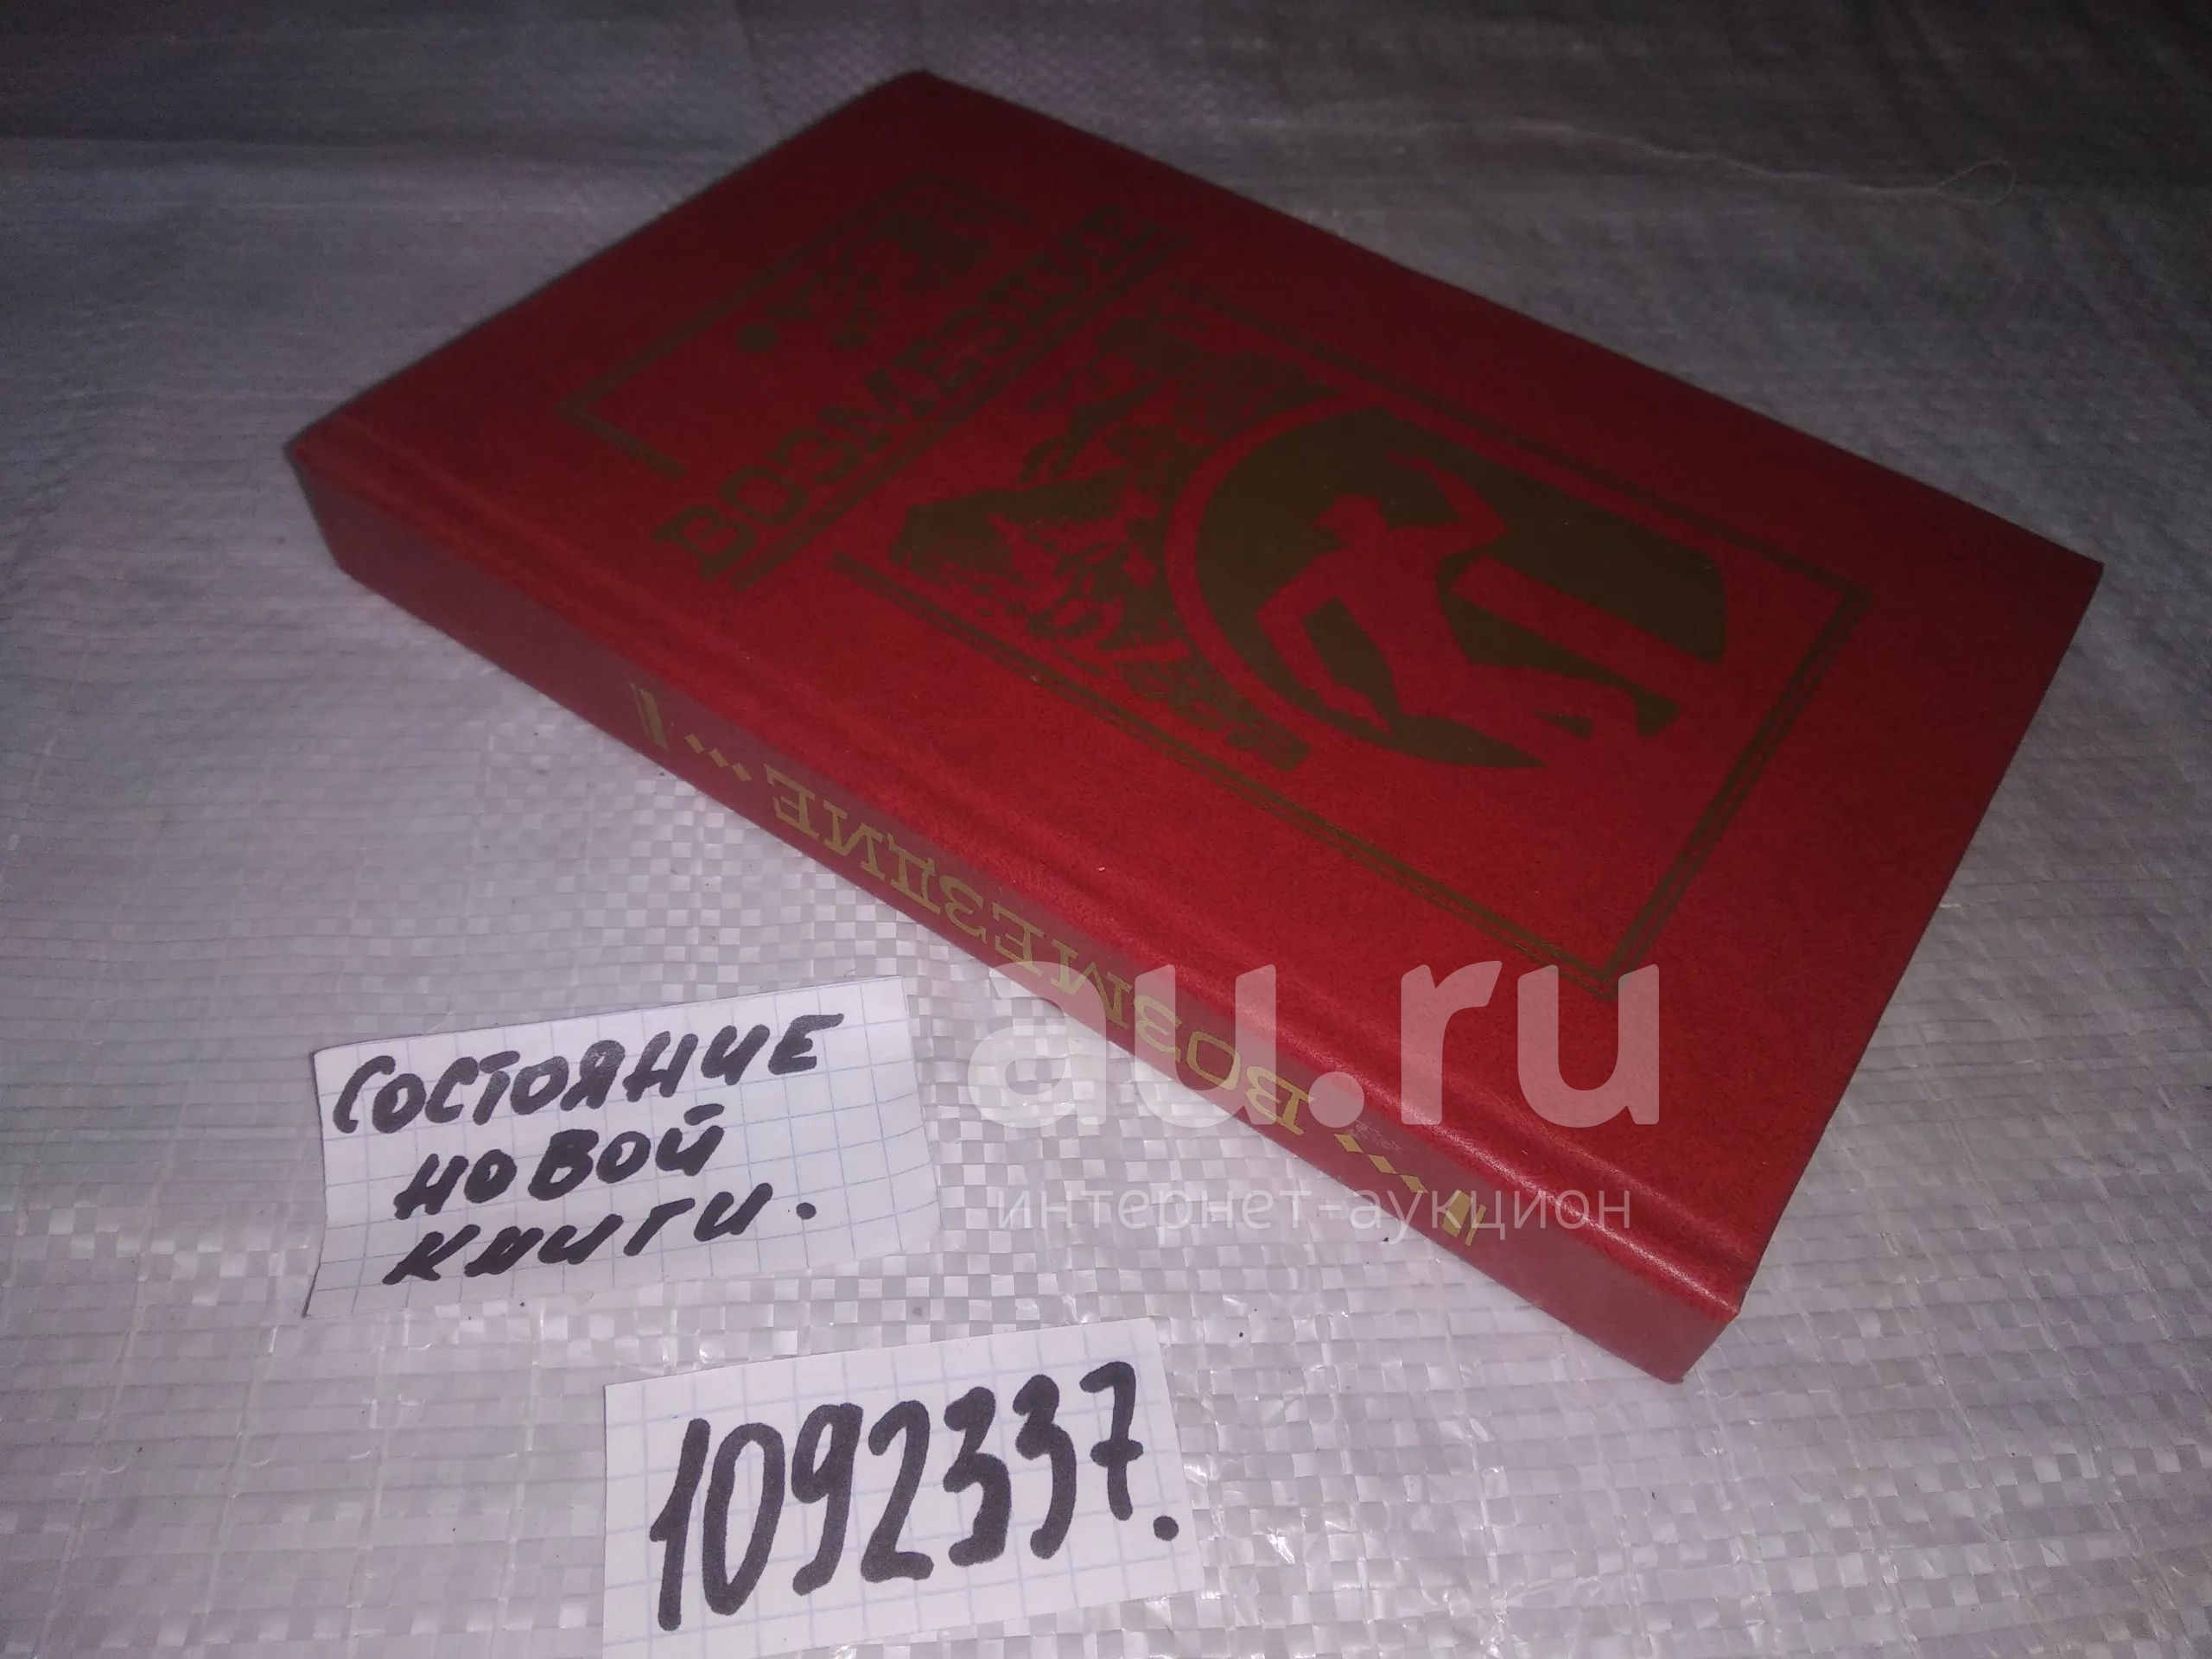 ВОЗМЕЗДИЕ
ВОЗМЕЗДИЕ
au.ru
интернет-аукцион
СОСТОЯНИЕ
НОВОЙ
КНИГИ.
1092337.